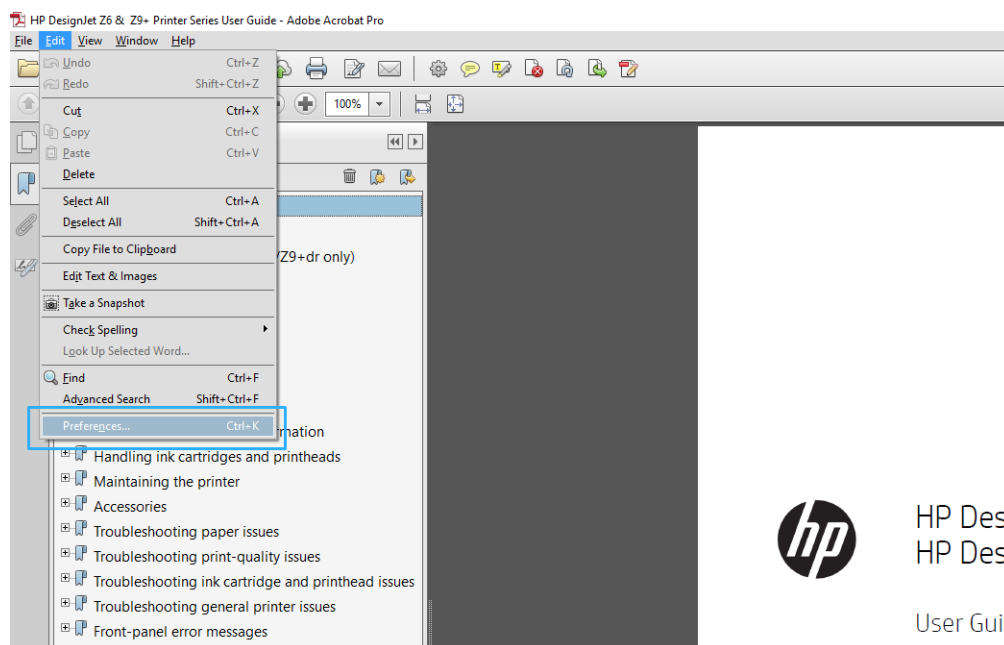 HP DesignJet Z6 & Z9+ Printer Series User Guide - Adobe Acrobat Pro
File Edit View Window Help
Undo Ctrl+Z
Redo Shift+Ctrl+Z
100%
Cut Ctrl+X
Copy Ctrl+C
Paste Ctrl+V
Delete
Select All Ctrl+A
Deselect All Shift+Ctrl+A
Copy File to Clipboard
/Z9+dr only)
Edit Text & Images
Take a Snapshot
Check Spelling
Look Up Selected Word...
Find Ctrl+F
Advanced Search Shift+Ctrl+F
Preferences... Ctrl+K
rmation
Handling ink cartridges and printheads
Maintaining the printer
Accessories
Troubleshooting paper issues
Troubleshooting print-quality issues
Troubleshooting ink cartridge and printhead issues
Troubleshooting general printer issues
Front-panel error messages
hp
HP Des
HP Des
User Gui